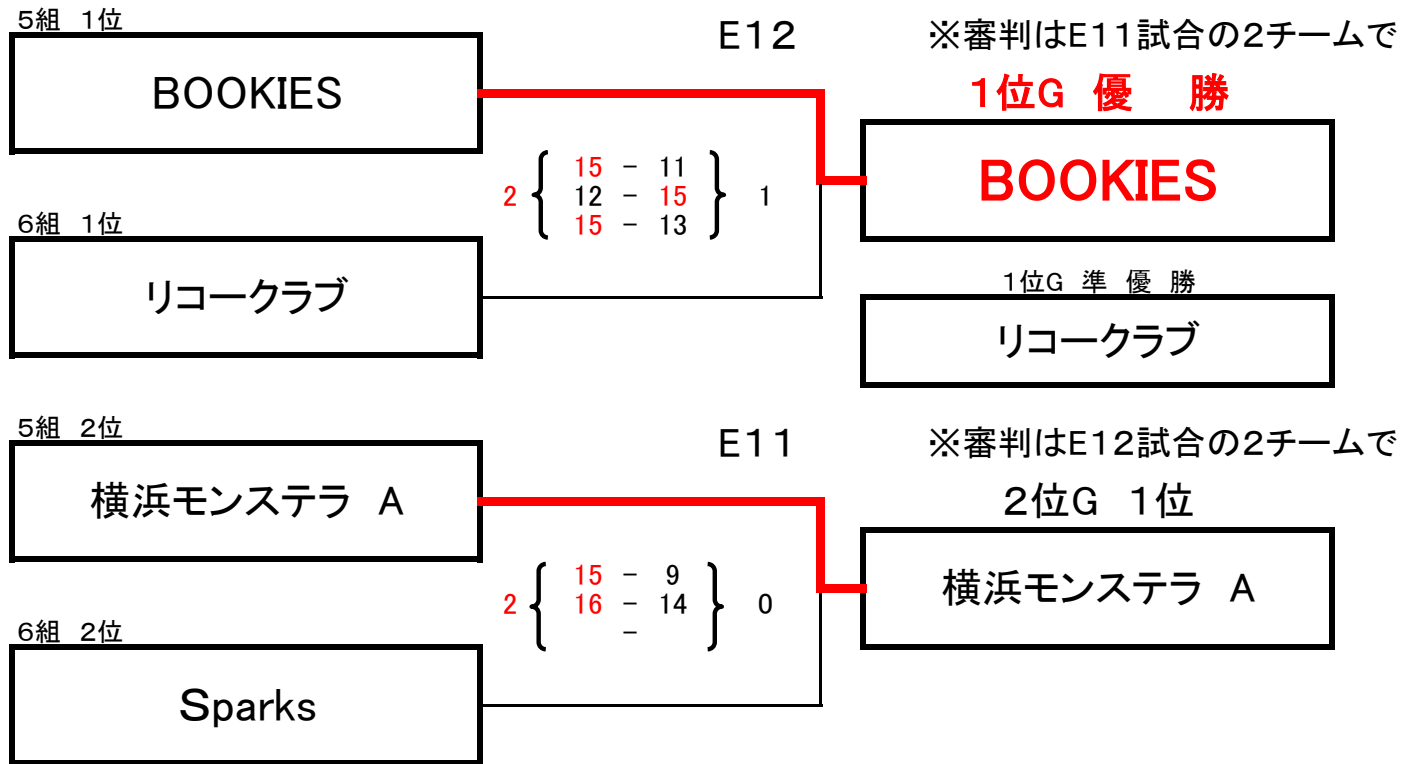 5組 1位
E12 ※審判はE11試合の2チームで
BOOKIES
1位G 優 勝
BOOKIES
2 { 15 - 11 } 1
12 - 15
15 - 13
6組 1位
リコークラブ
1位G 準 優 勝
リコークラブ
5組 2位
E11 ※審判はE12試合の2チームで
横浜モンステラ A
2位G 1位
横浜モンステラ A
2 { 15 - 9 } 0
16 - 14
-
6組 2位
Sparks